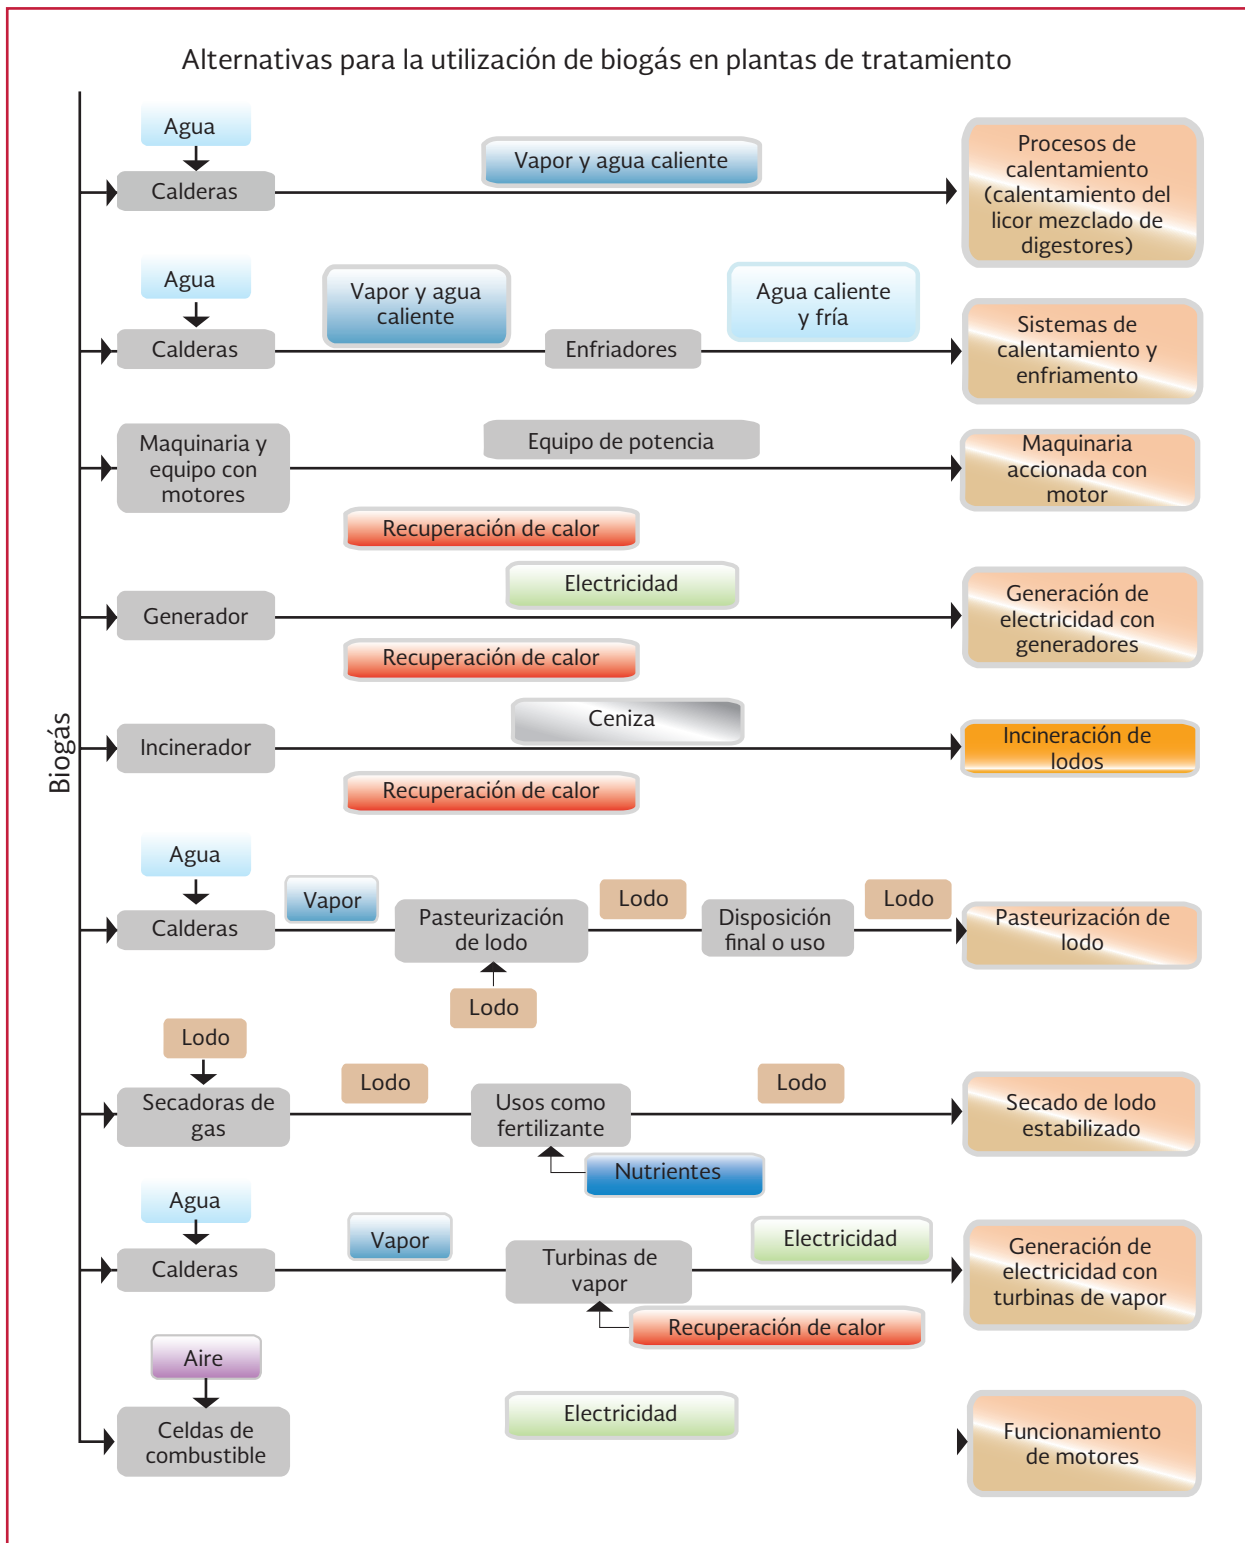 Alternativas para la utilización de biogás en plantas de tratamiento
Biogás
Agua
Calderas
Vapor y agua caliente
Procesos de
calentamiento
(calentamiento del
licor mezclado de
digestores)
Agua
Calderas
Vapor y agua
caliente
Enfriadores
Agua caliente
y fría
Sistemas de
calentamiento y
enfriamento
Maquinaria y
equipo con
motores
Equipo de potencia
Recuperación de calor
Maquinaria
accionada con
motor
Generador
Electricidad
Recuperación de calor
Generación de
electricidad con
generadores
Incinerador
Ceniza
Recuperación de calor
Incineración de
lodos
Agua
Calderas
Vapor
Pasteurización
de lodo
Lodo
Lodo
Disposición
final o uso
Lodo
Pasteurización de
lodo
Lodo
Secadoras de
gas
Lodo
Usos como
fertilizante
Nutrientes
Lodo
Secado de lodo
estabilizado
Agua
Calderas
Vapor
Turbinas de
vapor
Recuperación de calor
Electricidad
Generación de
electricidad con
turbinas de vapor
Aire
Celdas de
combustible
Electricidad
Funcionamiento
de motores